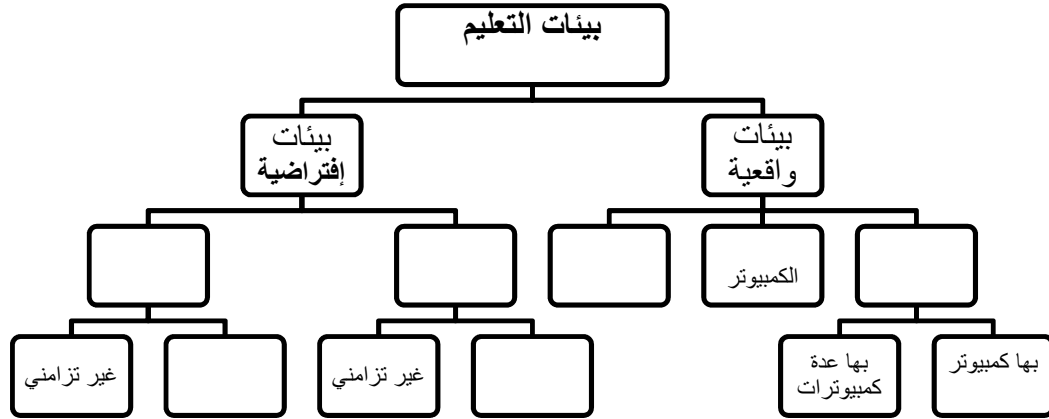 بيئات التعليم
بيئات
واقعية
بيئات
إفتراضية
الكمبيوتر
بها كمبيوتر
بها عدة
كمبيوترات
غير تزامني
غير تزامني